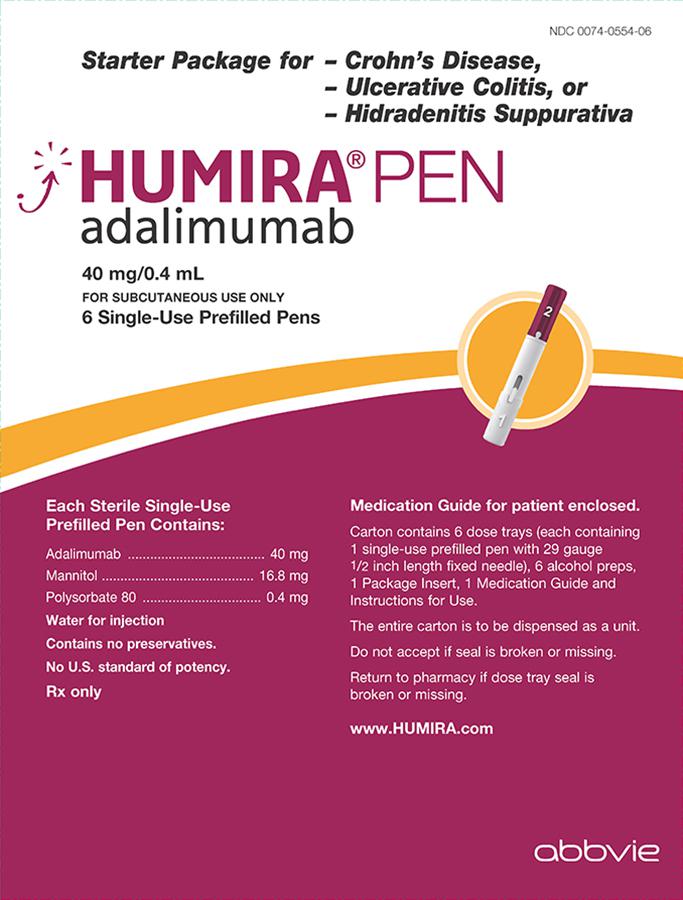 NDC 0074-0554-06
Starter Package for – Crohn’s Disease,
– Ulcerative Colitis, or
– Hidradenitis Suppurativa
HUMIRA® PEN
adalimumab
40 mg/0.4 mL
FOR SUBCUTANEOUS USE ONLY
6 Single-Use Prefilled Pens
2
1
Each Sterile Single-Use
Prefilled Pen Contains:
Adalimumab .................................... 40 mg
Mannitol ........................................ 16.8 mg
Polysorbate 80 ............................... 0.4 mg
Water for injection
Contains no preservatives.
No U.S. standard of potency.
Rx only
Medication Guide for patient enclosed.
Carton contains 6 dose trays (each containing
1 single-use prefilled pen with 29 gauge
1/2 inch length fixed needle), 6 alcohol preps,
1 Package Insert, 1 Medication Guide and
Instructions for Use.
The entire carton is to be dispensed as a unit.
Do not accept if seal is broken or missing.
Return to pharmacy if dose tray seal is
broken or missing.
www.HUMIRA.com
abbvie